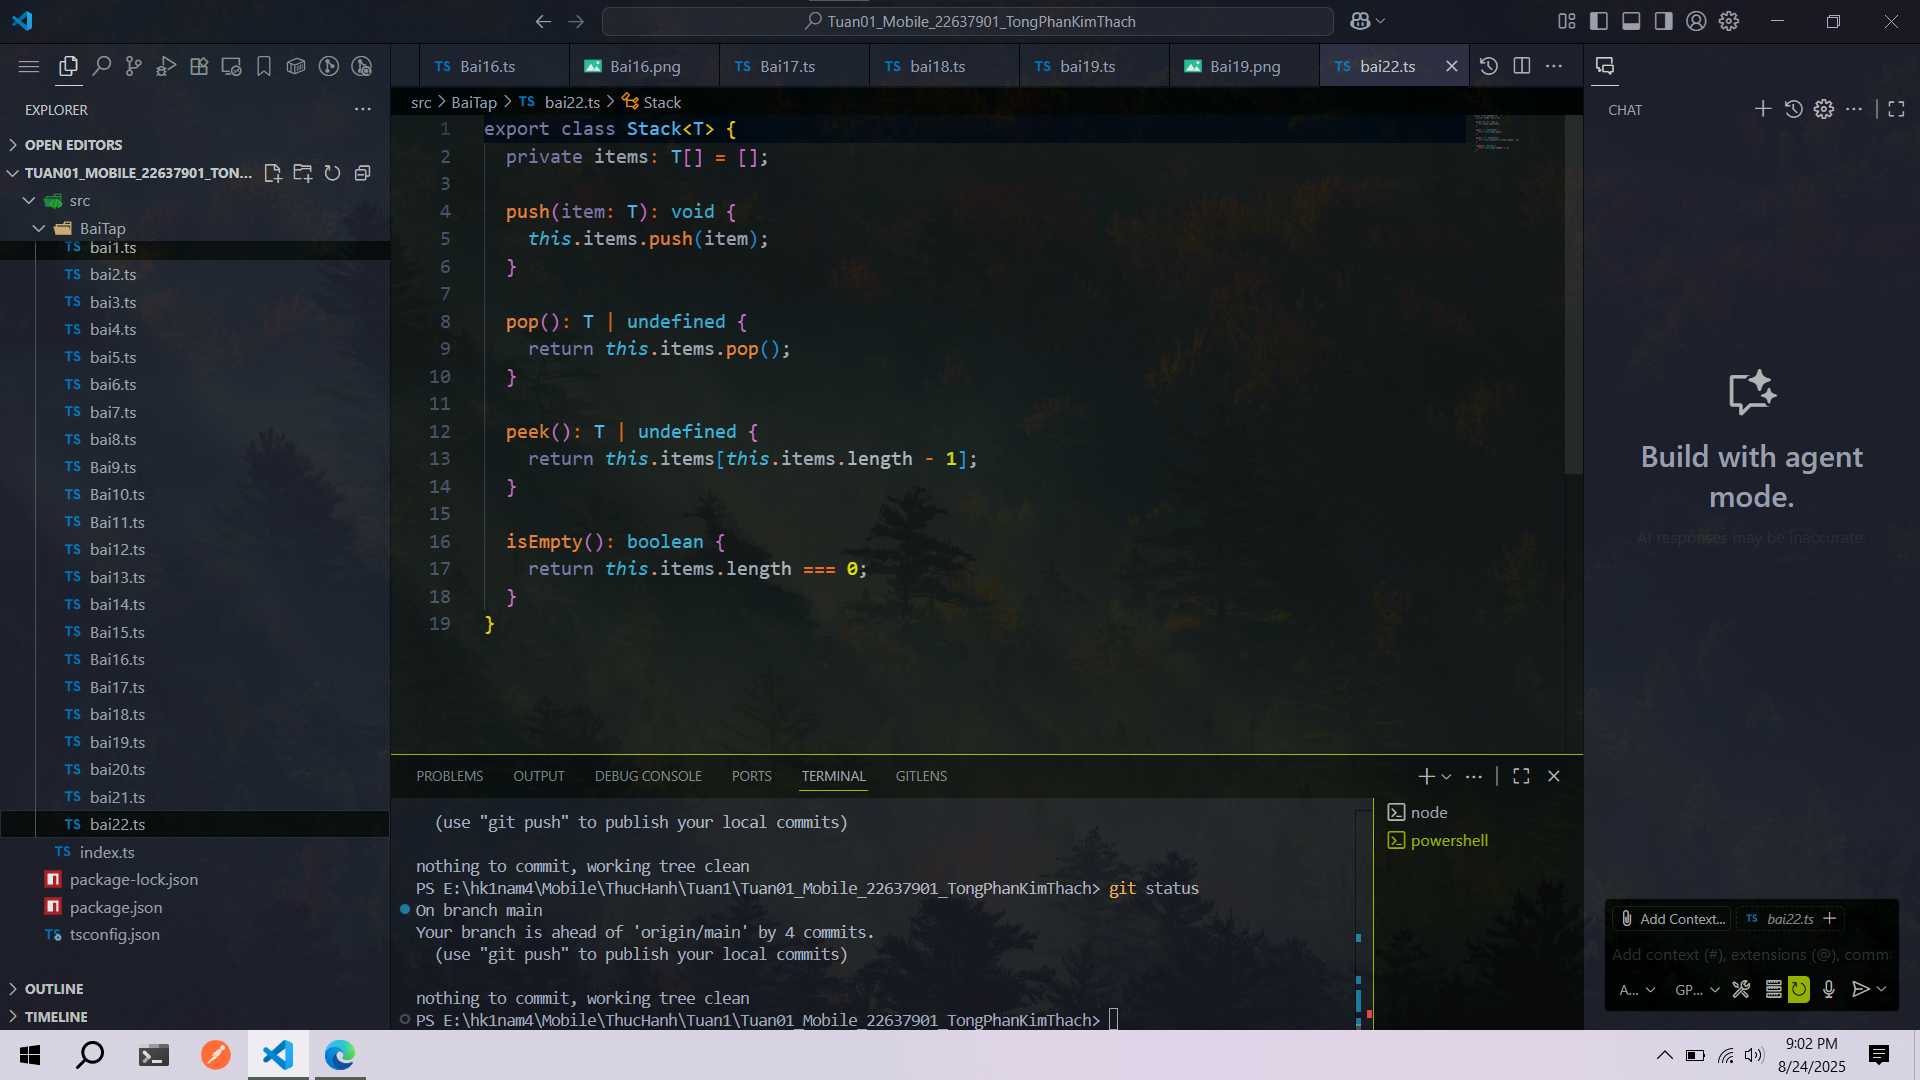 Tuan01_Mobile_22637901_TongPhanKimThach
EXPLORER
OPEN EDITORS
TUAN01_MOBILE_22637901_TON...
src
BaiTap
TS bai1.ts
TS bai2.ts
TS bai3.ts
TS bai4.ts
TS bai5.ts
TS bai6.ts
TS bai7.ts
TS bai8.ts
TS Bai9.ts
TS Bai10.ts
TS Bai11.ts
TS bai12.ts
TS bai13.ts
TS bai14.ts
TS Bai15.ts
TS Bai16.ts
TS Bai17.ts
TS bai18.ts
TS bai19.ts
TS bai20.ts
TS bai21.ts
TS bai22.ts
TS index.ts
package-lock.json
package.json
TS tsconfig.json
OUTLINE
TIMELINE
TS Bai16.ts Bai16.png TS Bai17.ts TS bai18.ts TS bai19.ts Bai19.png TS bai22.ts
src > BaiTap > TS bai22.ts > Stack
1 export class Stack<T> {
2 private items: T[] = [];
3
4 push(item: T): void {
5 this.items.push(item);
6 }
7
8 pop(): T | undefined {
9 return this.items.pop();
10 }
11
12 peek(): T | undefined {
13 return this.items[this.items.length - 1];
14 }
15
16 isEmpty(): boolean {
17 return this.items.length === 0;
18 }
19 }
PROBLEMS OUTPUT DEBUG CONSOLE PORTS TERMINAL GITLENS
(use "git push" to publish your local commits)
nothing to commit, working tree clean
PS E:\hk1nam4\Mobile\ThucHanh\Tuan1\Tuan01_Mobile_22637901_TongPhanKimThach> git status
On branch main
Your branch is ahead of 'origin/main' by 4 commits.
(use "git push" to publish your local commits)
nothing to commit, working tree clean
PS E:\hk1nam4\Mobile\ThucHanh\Tuan1\Tuan01_Mobile_22637901_TongPhanKimThach>
node
powershell
CHAT
Build with agent
mode.
AI responses may be inaccurate.
Add Context... TS bai22.ts +
Add context (#), extensions (@), comm
A... GP...
9:02 PM
8/24/2025